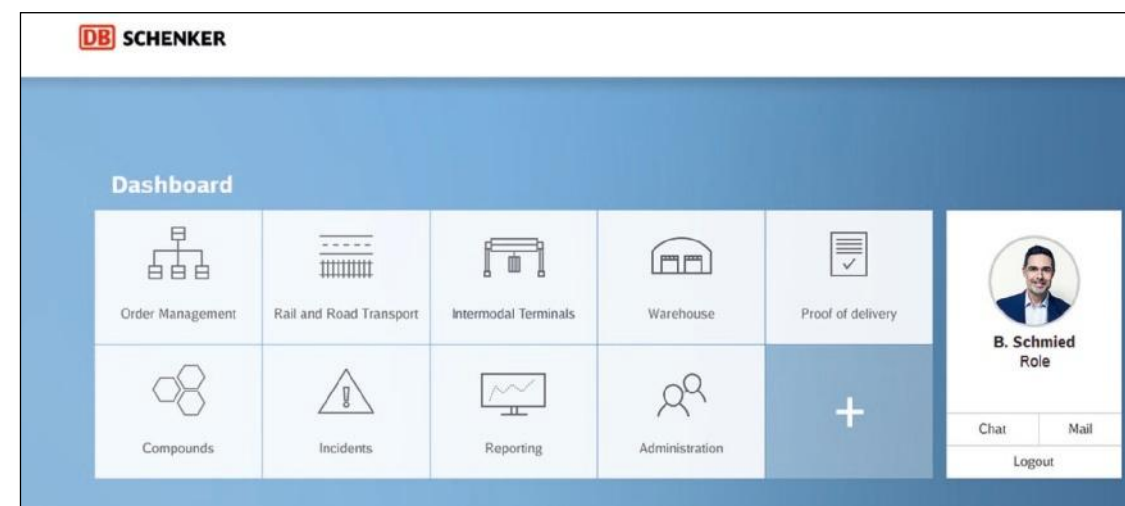 DB SCHENKER
Dashboard
Order Management
Rail and Road Transport
Intermodal Terminals
Warehouse
Proof of delivery
Compounds
Incidents
Reporting
Administration
+
B. Schmied
Role
Chat
Mail
Logout